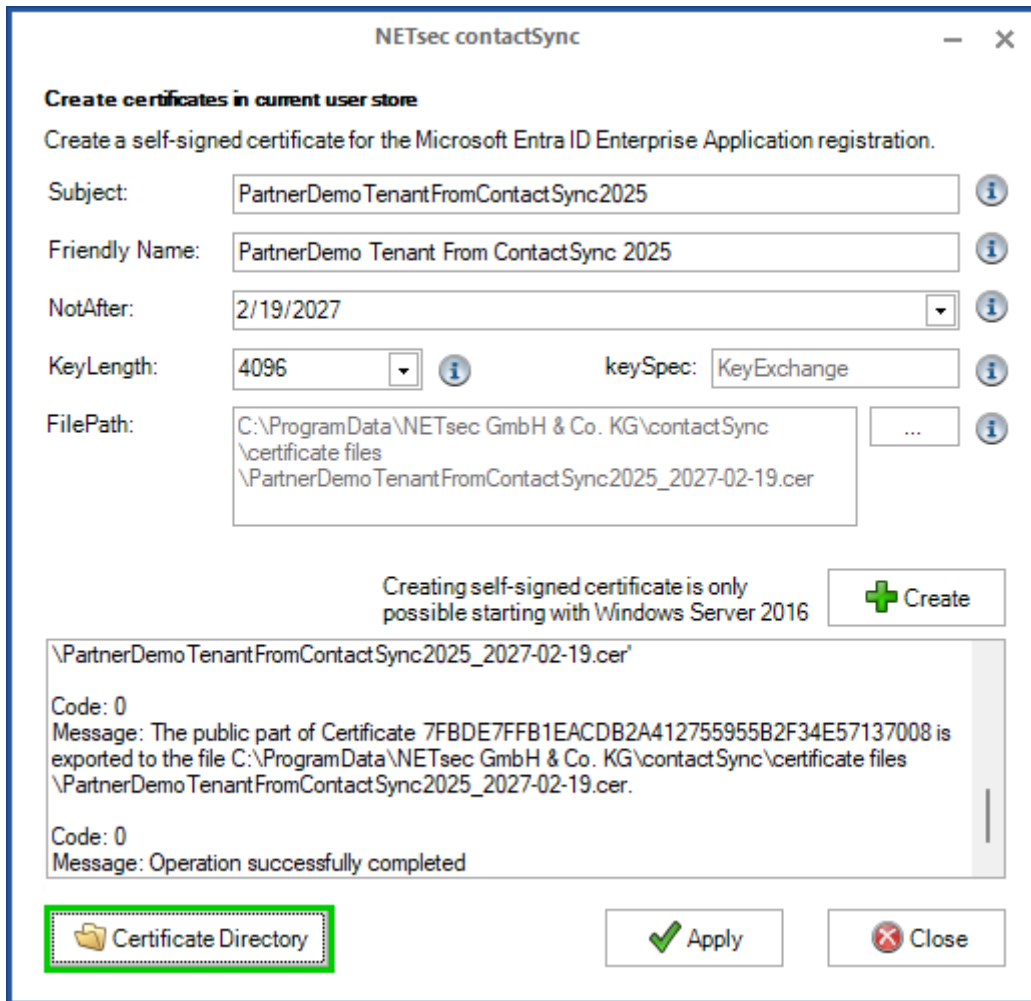 NETsec contactSync
Create certificates in current user store
Create a self-signed certificate for the Microsoft Entra ID Enterprise Application registration.
Subject: PartnerDemoTenantFromContactSync2025
Friendly Name: PartnerDemo Tenant From ContactSync 2025
NotAfter: 2/19/2027
KeyLength: 4096 keySpec: KeyExchange
FilePath: C:\ProgramData\NETsec GmbH & Co. KG\contactSync ...
\certificate files
\PartnerDemoTenantFromContactSync2025_2027-02-19.cer
Creating self-signed certificate is only
possible starting with Windows Server 2016
Create
\PartnerDemoTenantFromContactSync2025_2027-02-19.cer'
Code: 0
Message: The public part of Certificate 7FBDE7FFB1EACDB2A412755955B2F34E57137008 is
exported to the file C:\ProgramData\NETsec GmbH & Co. KG\contactSync\certificate files
\PartnerDemoTenantFromContactSync2025_2027-02-19.cer.
Code: 0
Message: Operation successfully completed
Certificate Directory Apply Close